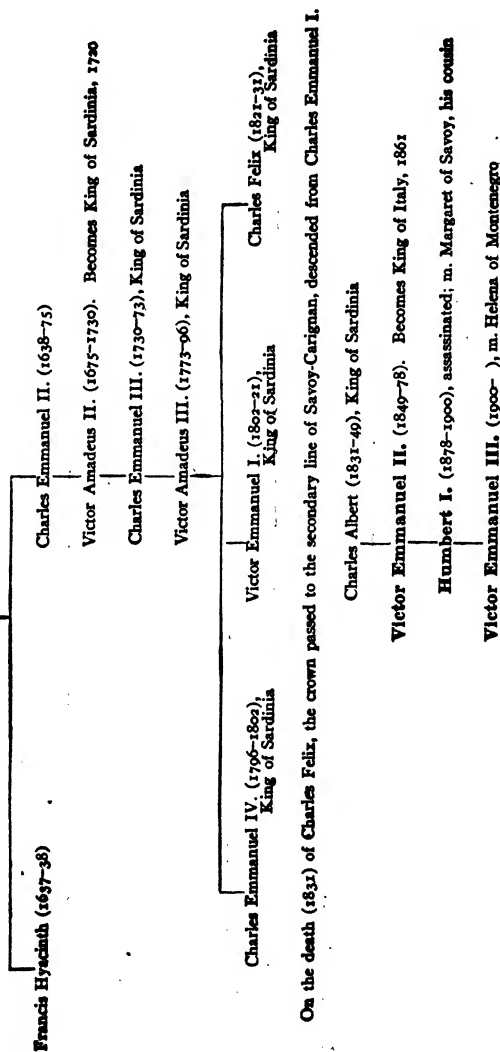 Francis Hyacinth (1637-38)
Charles Emmanuel II. (1638-75)
Victor Amadeus II. (1675-1730). Becomes King of Sardinia, 1720
Charles Emmanuel III. (1730-73), King of Sardinia
Victor Amadeus III. (1773-96), King of Sardinia
Charles Emmanuel IV. (1796-1802),
King of Sardinia
Victor Emmanuel I. (1802-21),
King of Sardinia
Charles Felix (1821-31),
King of Sardinia
On the death (1831) of Charles Felix, the crown passed to the secondary line of Savoy-Carignan, descended from Charles Emmanuel I.
Charles Albert (1831-49), King of Sardinia
Victor Emmanuel II. (1849-78). Becomes King of Italy, 1861
Humbert I. (1878-1900), assassinated; m. Margaret of Savoy, his cousin
Victor Emmanuel III. (1900- ), m. Helena of Montenegro